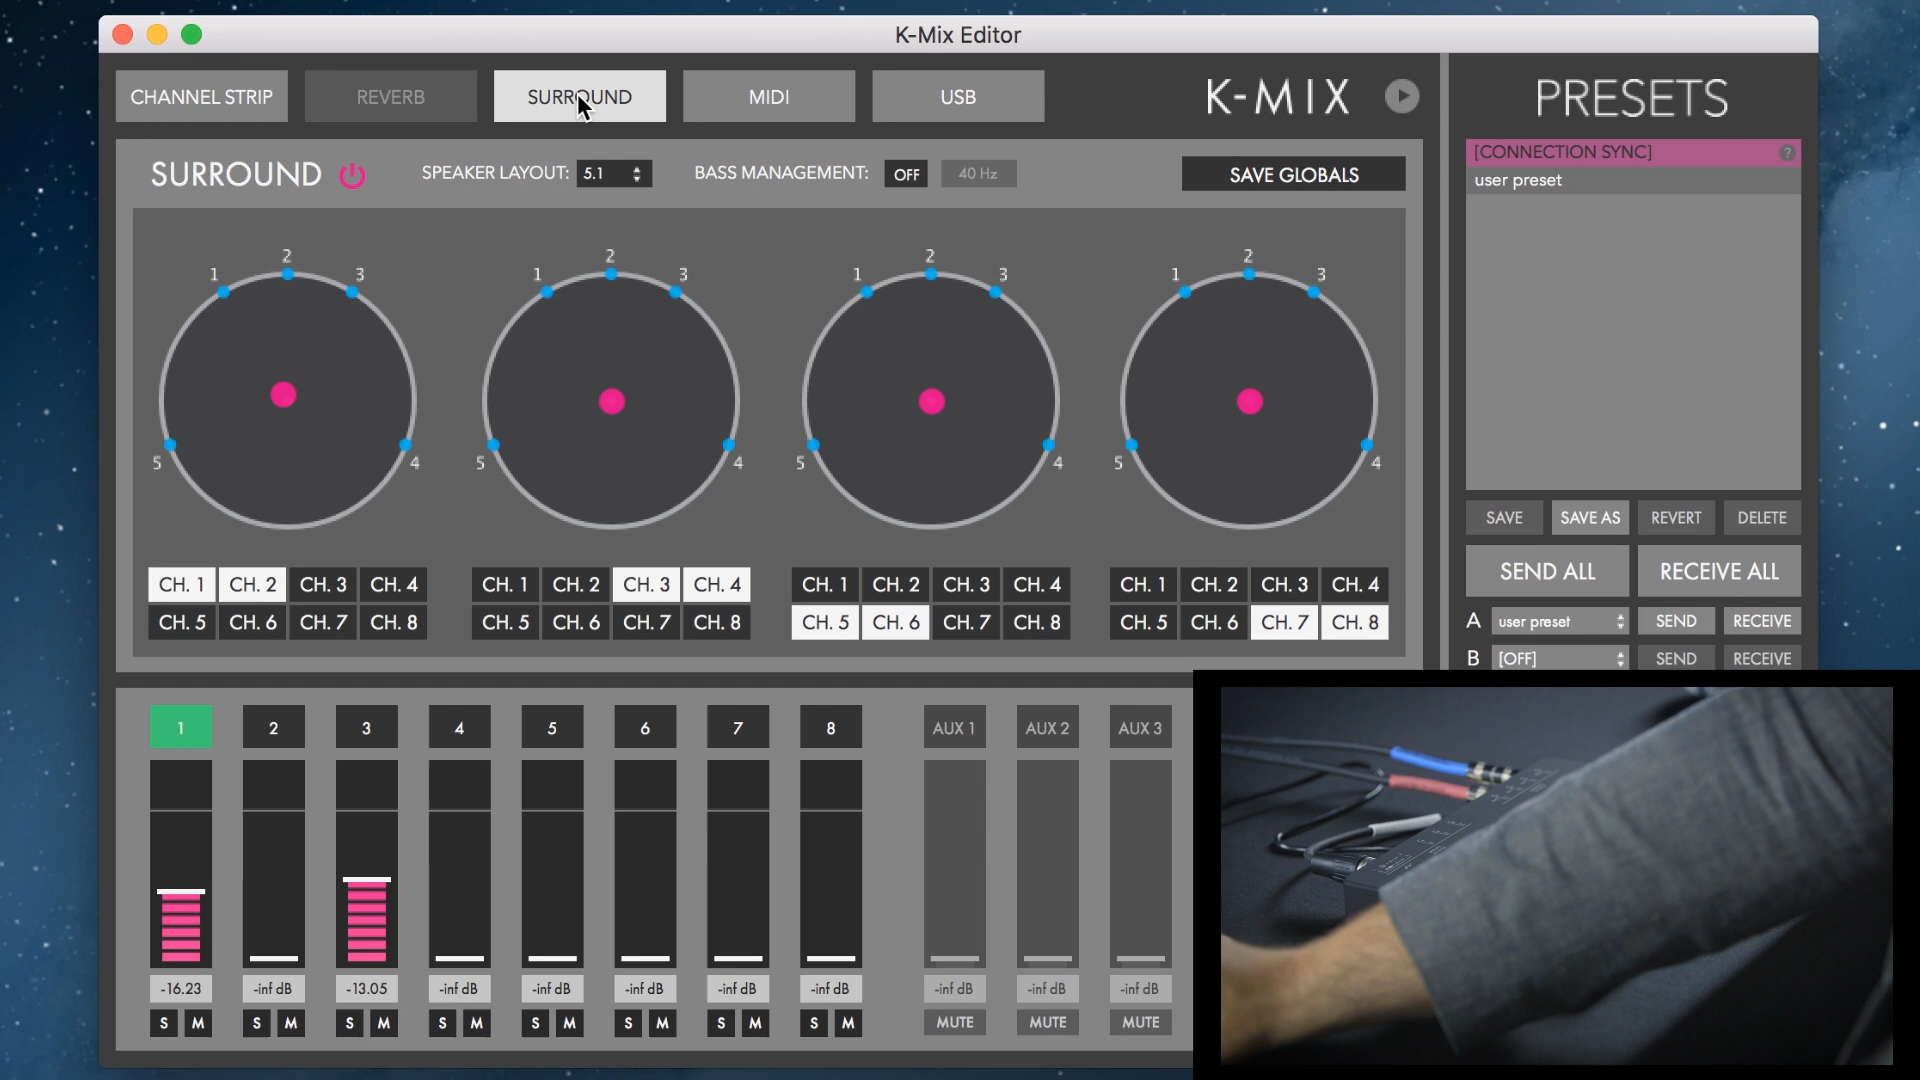 K-Mix Editor
CHANNEL STRIP
REVERB
SURROUND
MIDI
USB
K-MIX
PRESETS
[CONNECTION SYNC]
?
user preset
SURROUND
SPEAKER LAYOUT:
5.1
BASS MANAGEMENT:
OFF
40 Hz
SAVE GLOBALS
1 2 3 4 5
1 2 3 4 5
1 2 3 4 5
1 2 3 4 5
CH. 1 CH. 2 CH. 3 CH. 4
CH. 5 CH. 6 CH. 7 CH. 8
CH. 1 CH. 2 CH. 3 CH. 4
CH. 5 CH. 6 CH. 7 CH. 8
CH. 1 CH. 2 CH. 3 CH. 4
CH. 5 CH. 6 CH. 7 CH. 8
CH. 1 CH. 2 CH. 3 CH. 4
CH. 5 CH. 6 CH. 7 CH. 8
SAVE
SAVE AS
REVERT
DELETE
SEND ALL
RECEIVE ALL
A user preset SEND RECEIVE
B [OFF] SEND RECEIVE
1 2 3 4 5 6 7 8 AUX 1 AUX 2 AUX 3
-16.23 -inf dB -13.05 -inf dB -inf dB -inf dB -inf dB -inf dB -inf dB -inf dB -inf dB
S M S M S M S M S M S M S M S M MUTE MUTE MUTE